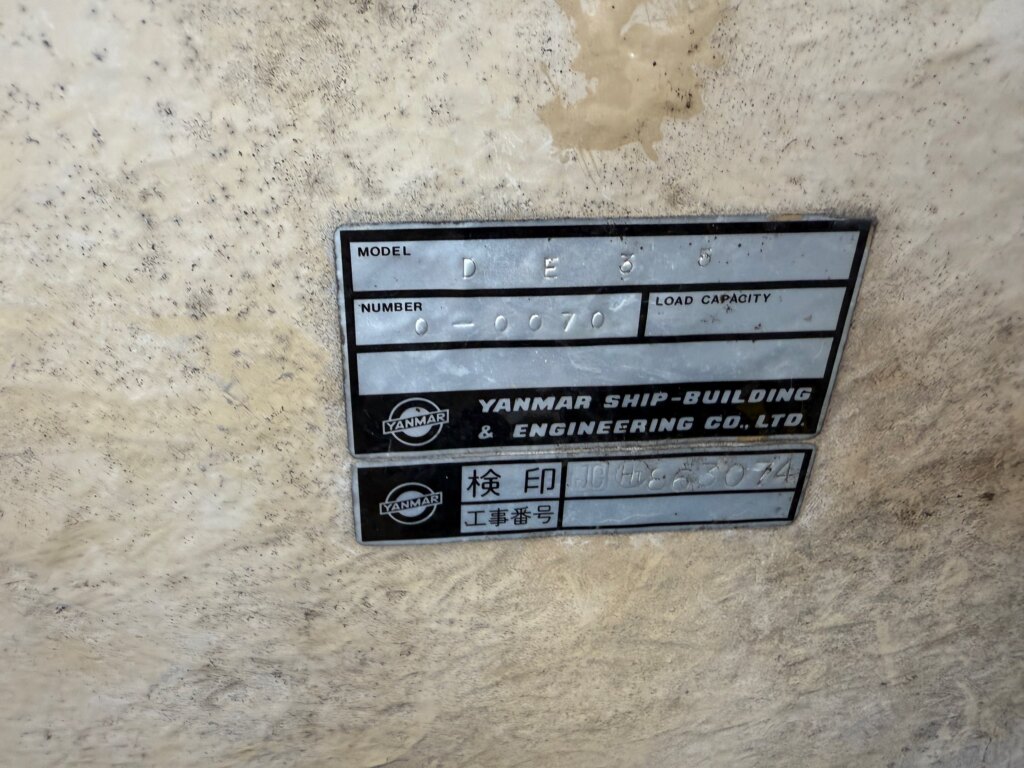 MODEL
D E 3
NUMBER
0-0070
LOAD CAPACITY
YANMAR
YANMAR SHIP-BUILDING
& ENGINEERING CO., LTD.
YANMAR
検印
工事番号